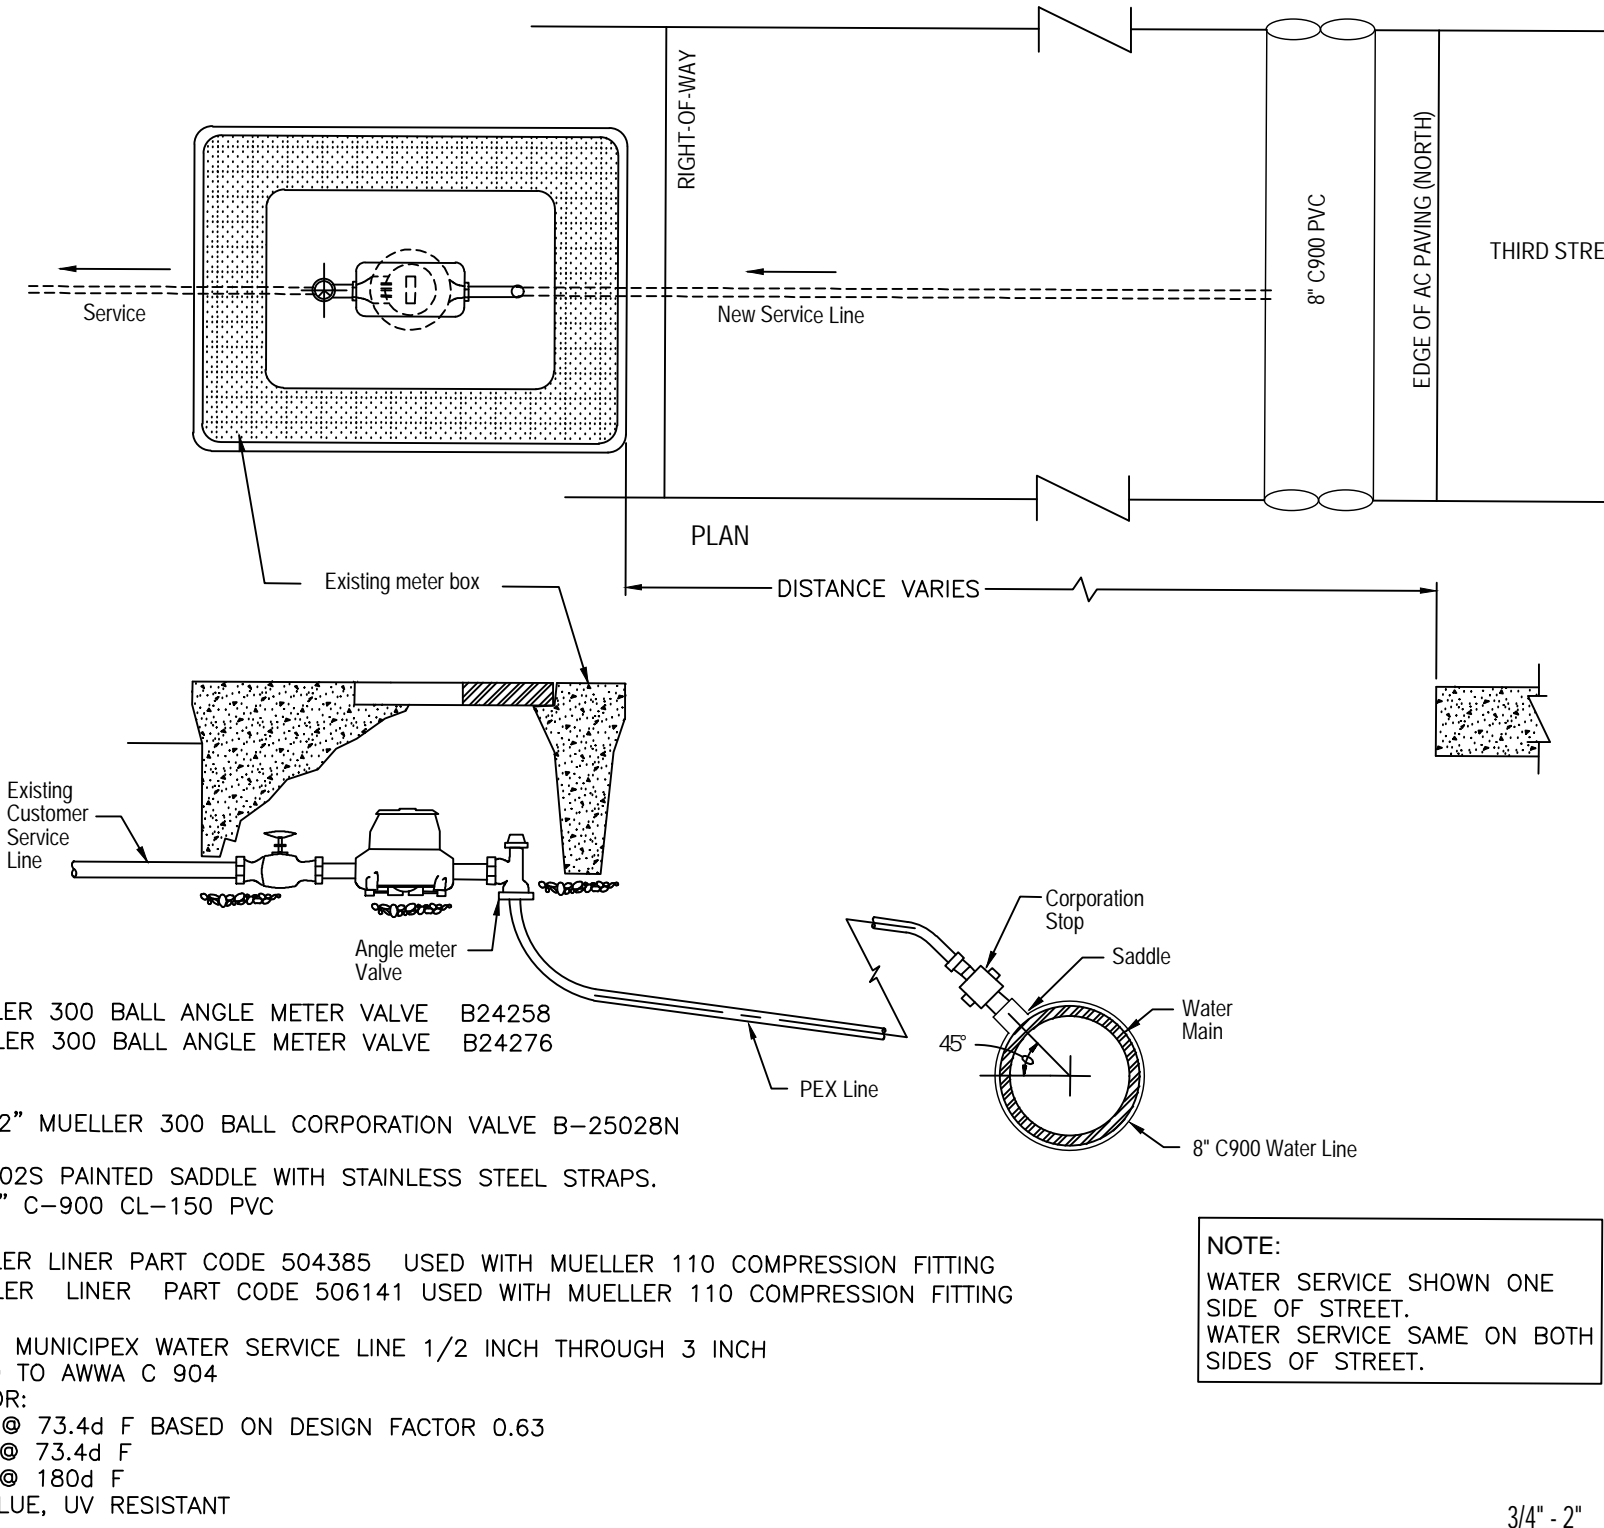 RIGHT-OF-WAY
8" C900 PVC
EDGE OF AC PAVING (NORTH)
THIRD STRE
Service
New Service Line
PLAN
Existing meter box
DISTANCE VARIES
Existing
Customer
Service
Line
Angle meter
Valve
Corporation
Stop
Saddle
Water
Main
45°
PEX Line
8" C900 Water Line
LER 300 BALL ANGLE METER VALVE B24258
LER 300 BALL ANGLE METER VALVE B24276
2" MUELLER 300 BALL CORPORATION VALVE B-25028N
02S PAINTED SADDLE WITH STAINLESS STEEL STRAPS.
" C-900 CL-150 PVC
LER LINER PART CODE 504385 USED WITH MUELLER 110 COMPRESSION FITTING
LER LINER PART CODE 506141 USED WITH MUELLER 110 COMPRESSION FITTING
MUNICIPEX WATER SERVICE LINE 1/2 INCH THROUGH 3 INCH
TO AWWA C 904
OR:
@ 73.4d F BASED ON DESIGN FACTOR 0.63
@ 73.4d F
@ 180d F
LUE, UV RESISTANT
NOTE:
WATER SERVICE SHOWN ONE
SIDE OF STREET.
WATER SERVICE SAME ON BOTH
SIDES OF STREET.
3/4" - 2"